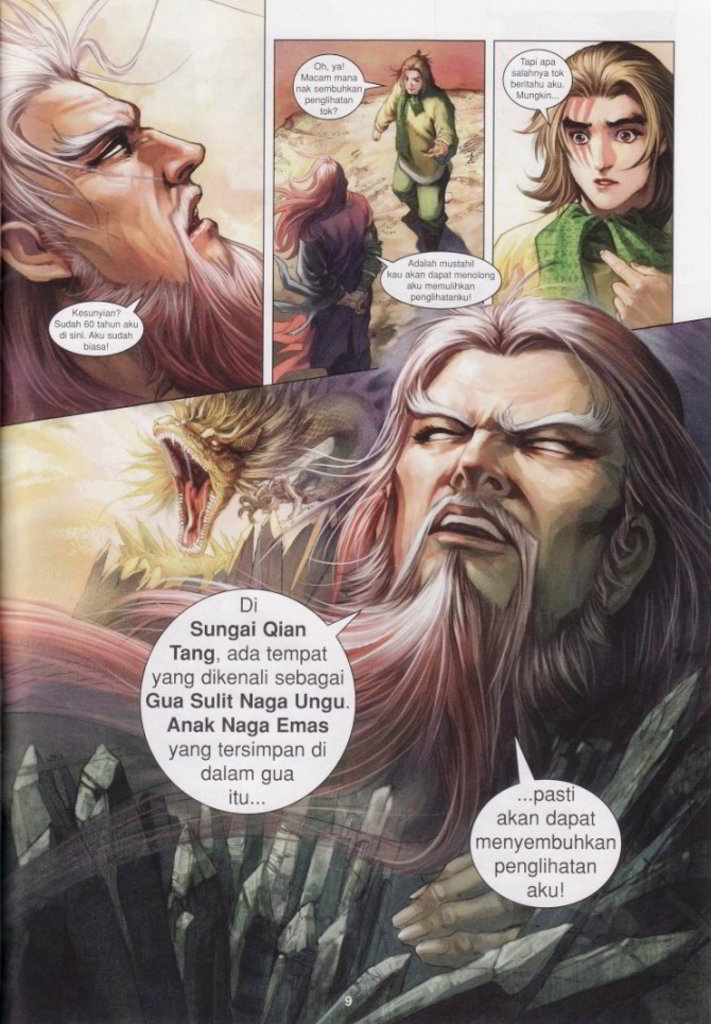 Kesunyian?
Sudah 60 tahun aku
di sini. Aku sudah
biasa!
Oh, ya!
Macam mana
nak sembuhkan
penglihatan
tok?
Adalah mustahil
kau akan dapat menolong
aku memulihkan
penglihatanku!
Tapi apa
salahnya tok
beritahu aku.
Mungkin...
Di
Sungai Qian
Tang, ada tempat
yang dikenali sebagai
Gua Sulit Naga Ungu.
Anak Naga Emas
yang tersimpan di
dalam gua
itu...
...pasti
akan dapat
menyembuhkan
penglihatan
aku!
9